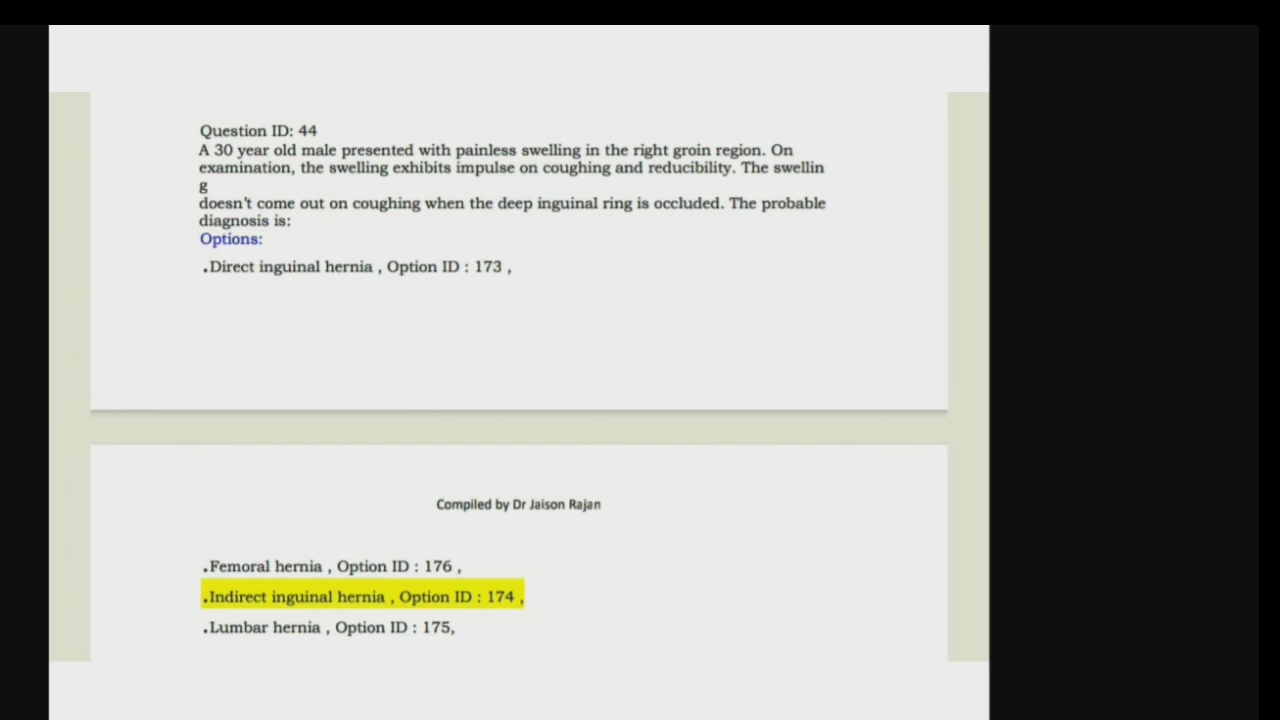 Question ID: 44
A 30 year old male presented with painless swelling in the right groin region. On
examination, the swelling exhibits impulse on coughing and reducibility. The swellin
g
doesn't come out on coughing when the deep inguinal ring is occluded. The probable
diagnosis is:
Options:
.Direct inguinal hernia , Option ID : 173 ,
Compiled by Dr Jaison Rajan
.Femoral hernia , Option ID : 176 ,
.Indirect inguinal hernia , Option ID : 174 ,
.Lumbar hernia , Option ID : 175,